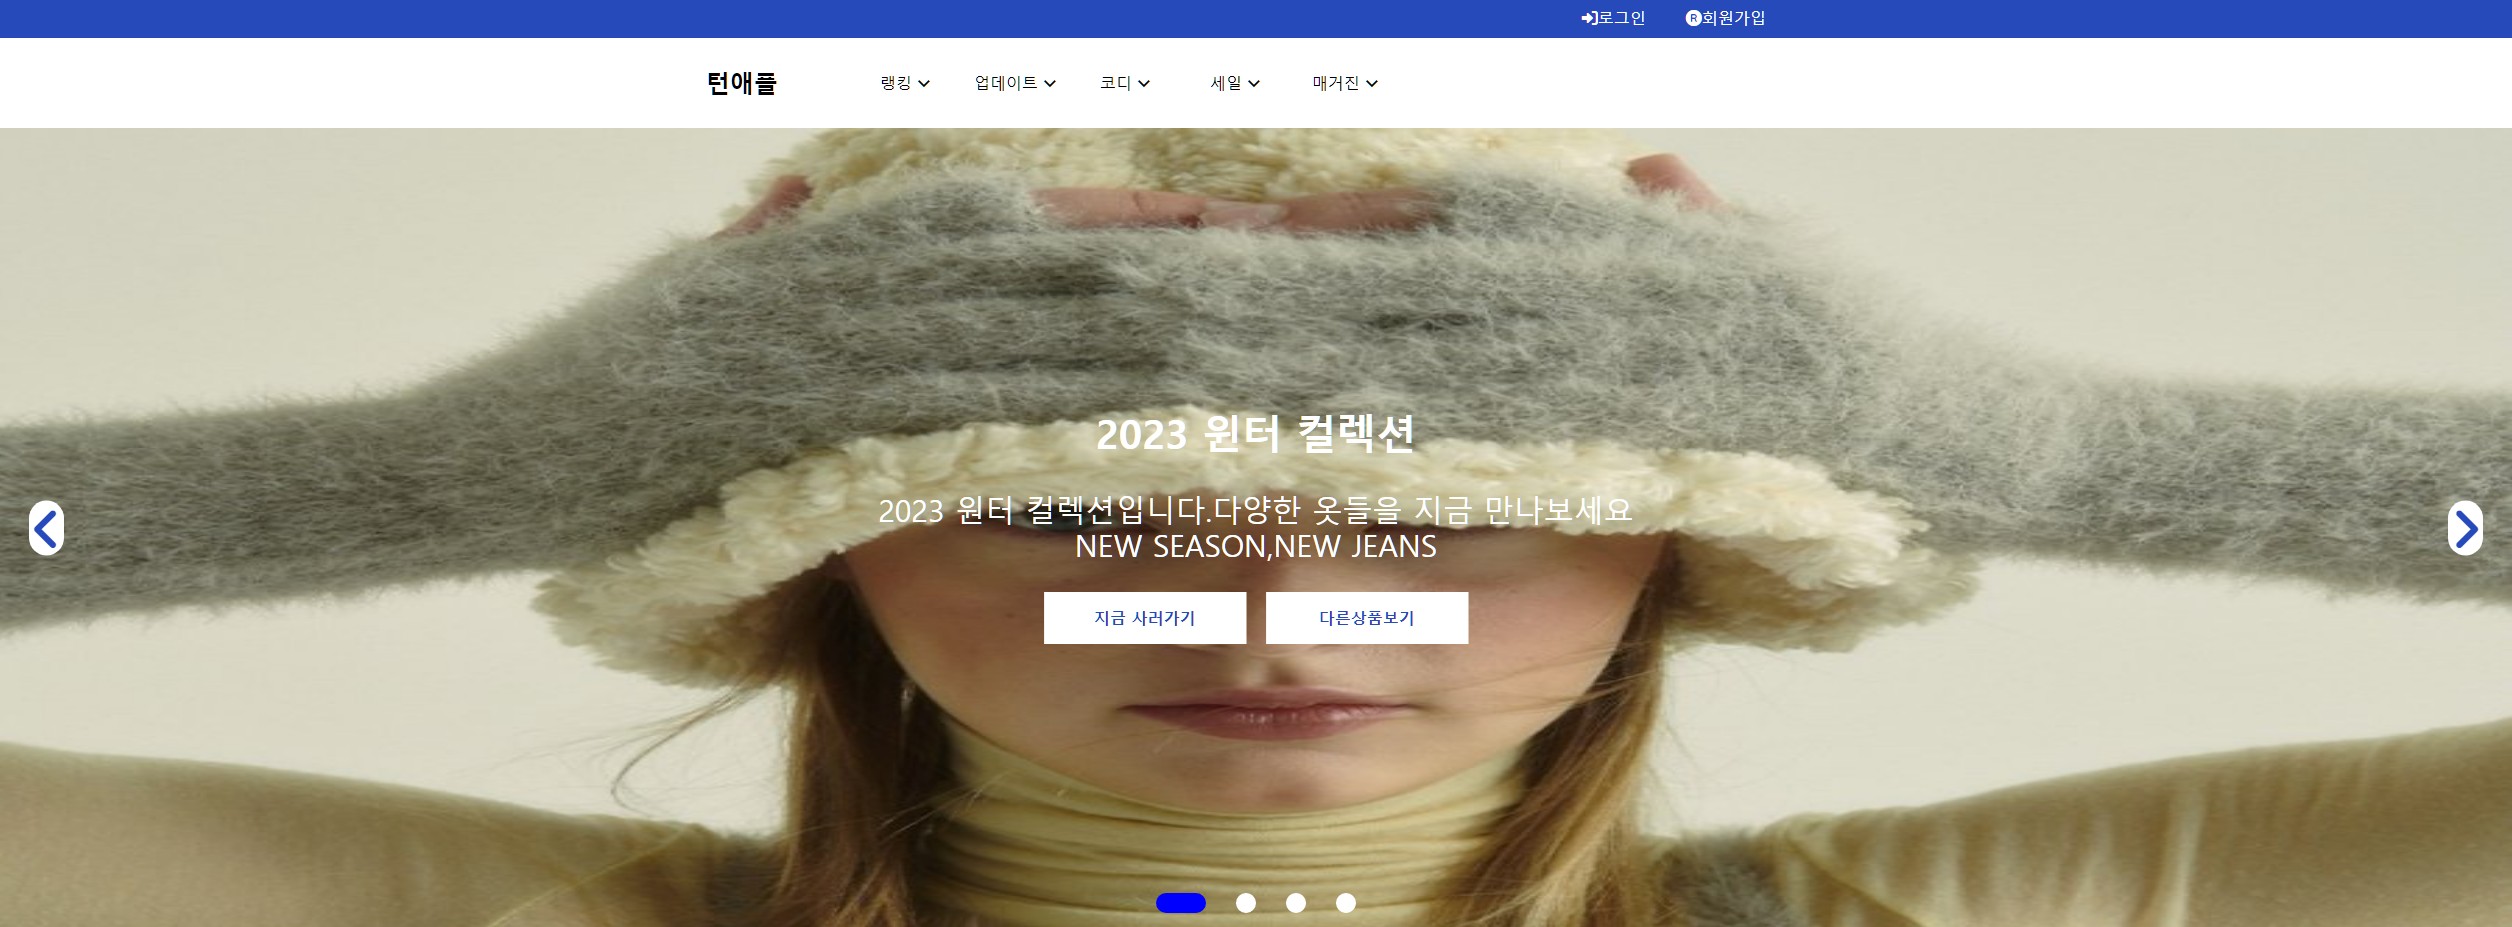 로그인 ®회원가입
턴애플 랭킹 업데이트 코디 세일 매거진
2023 윈터 컬렉션
2023 윈터 컬렉션입니다.다양한 옷들을 지금 만나보세요
NEW SEASON,NEW JEANS
지금 사러가기 다른상품보기